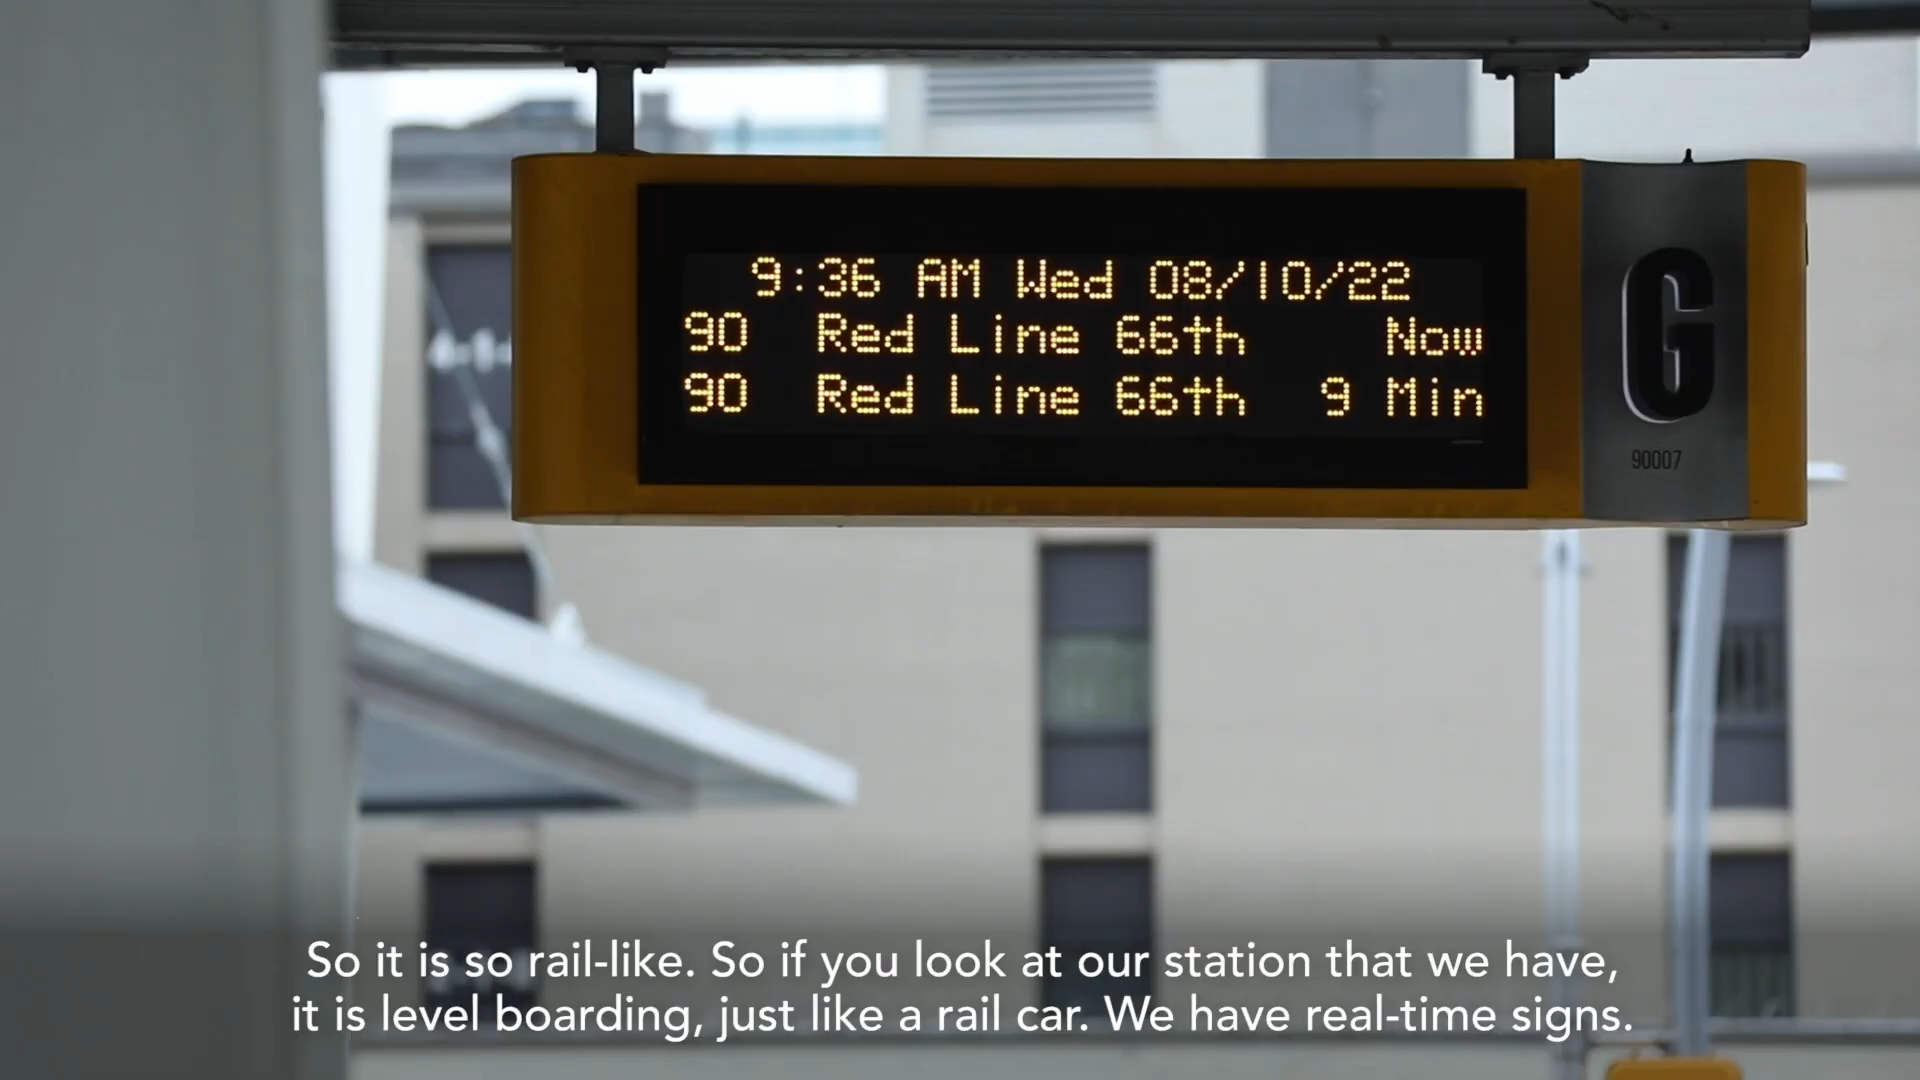 9:36 AM Wed 08/10/22
90 Red Line 66th Now
90 Red Line 66th 9 Min
G
90007
So it is so rail-like. So if you look at our station that we have,
it is level boarding, just like a rail car. We have real-time signs.